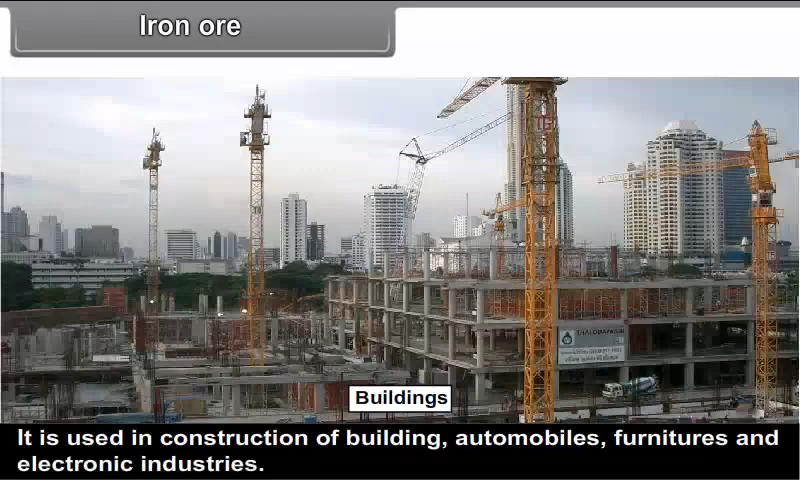 Iron ore
Buildings
It is used in construction of building, automobiles, furnitures and
electronic industries.